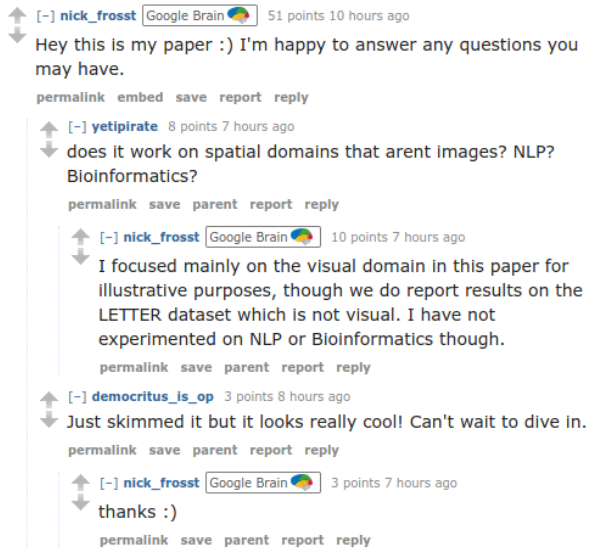 [-] nick_frosst Google Brain 51 points 10 hours ago
Hey this is my paper :) I'm happy to answer any questions you
may have.
permalink embed save report reply
[-] yetipirate 8 points 7 hours ago
does it work on spatial domains that arent images? NLP?
Bioinformatics?
permalink save parent report reply
[-] nick_frosst Google Brain 10 points 7 hours ago
I focused mainly on the visual domain in this paper for
illustrative purposes, though we do report results on the
LETTER dataset which is not visual. I have not
experimented on NLP or Bioinformatics though.
permalink save parent report reply
[-] democritus_is_op 3 points 8 hours ago
Just skimmed it but it looks really cool! Can't wait to dive in.
permalink save parent report reply
[-] nick_frosst Google Brain 3 points 7 hours ago
thanks :)
permalink save parent report reply